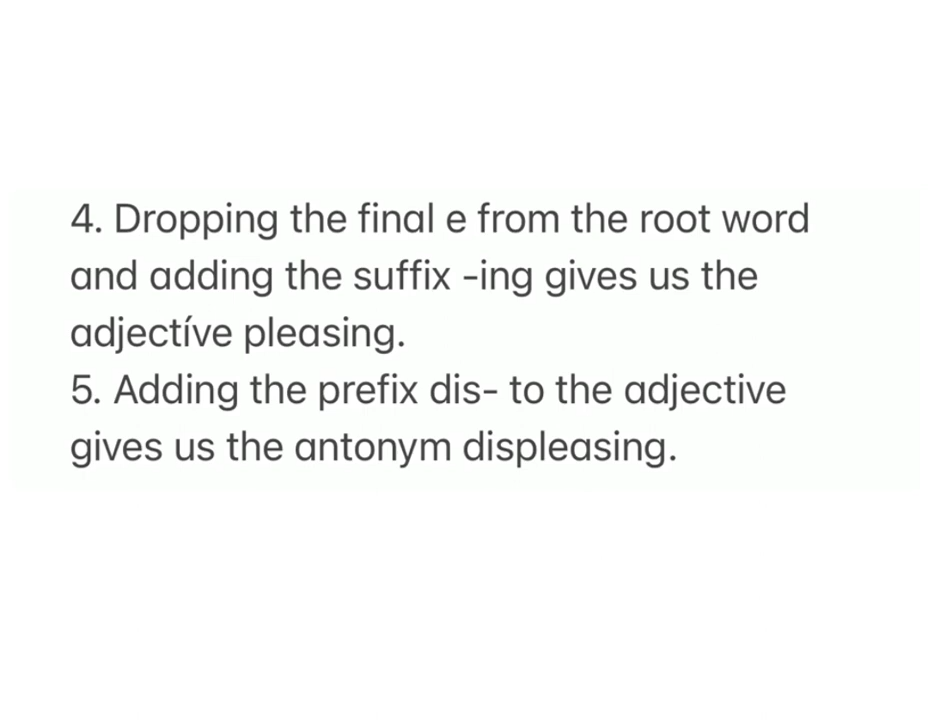 4. Dropping the final e from the root word
and adding the suffix -ing gives us the
adjectíve pleasing.
5. Adding the prefix dis- to the adjective
gives us the antonym displeasing.